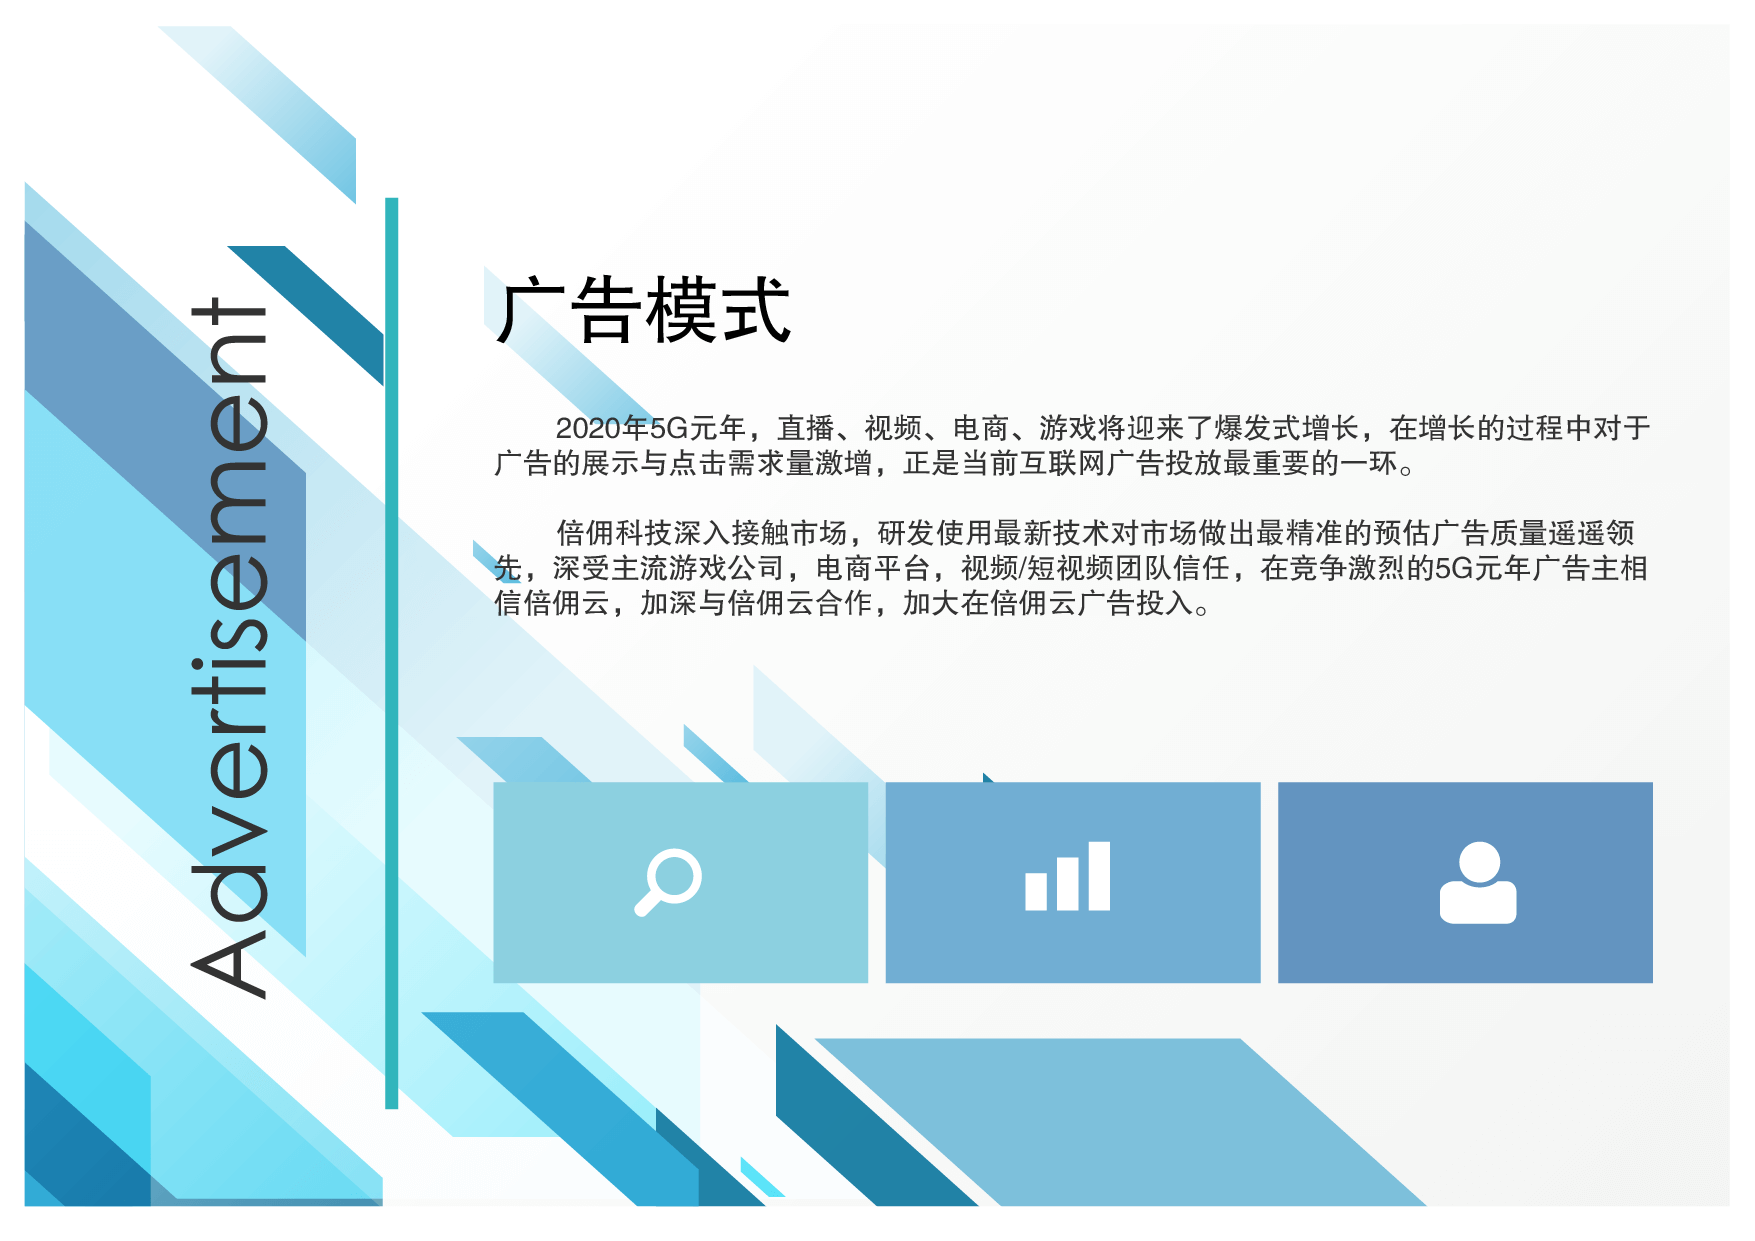 Advertisement
广告模式
2020年5G元年，直播、视频、电商、游戏将迎来了爆发式增长，在增长的过程中对于
广告的展示与点击需求量激增，正是当前互联网广告投放最重要的一环。
倍佣科技深入接触市场，研发使用最新技术对市场做出最精准的预估广告质量遥遥领
先，深受主流游戏公司，电商平台，视频/短视频团队信任，在竞争激烈的5G元年广告主相
信倍佣云，加深与倍佣云合作，加大在倍佣云广告投入。